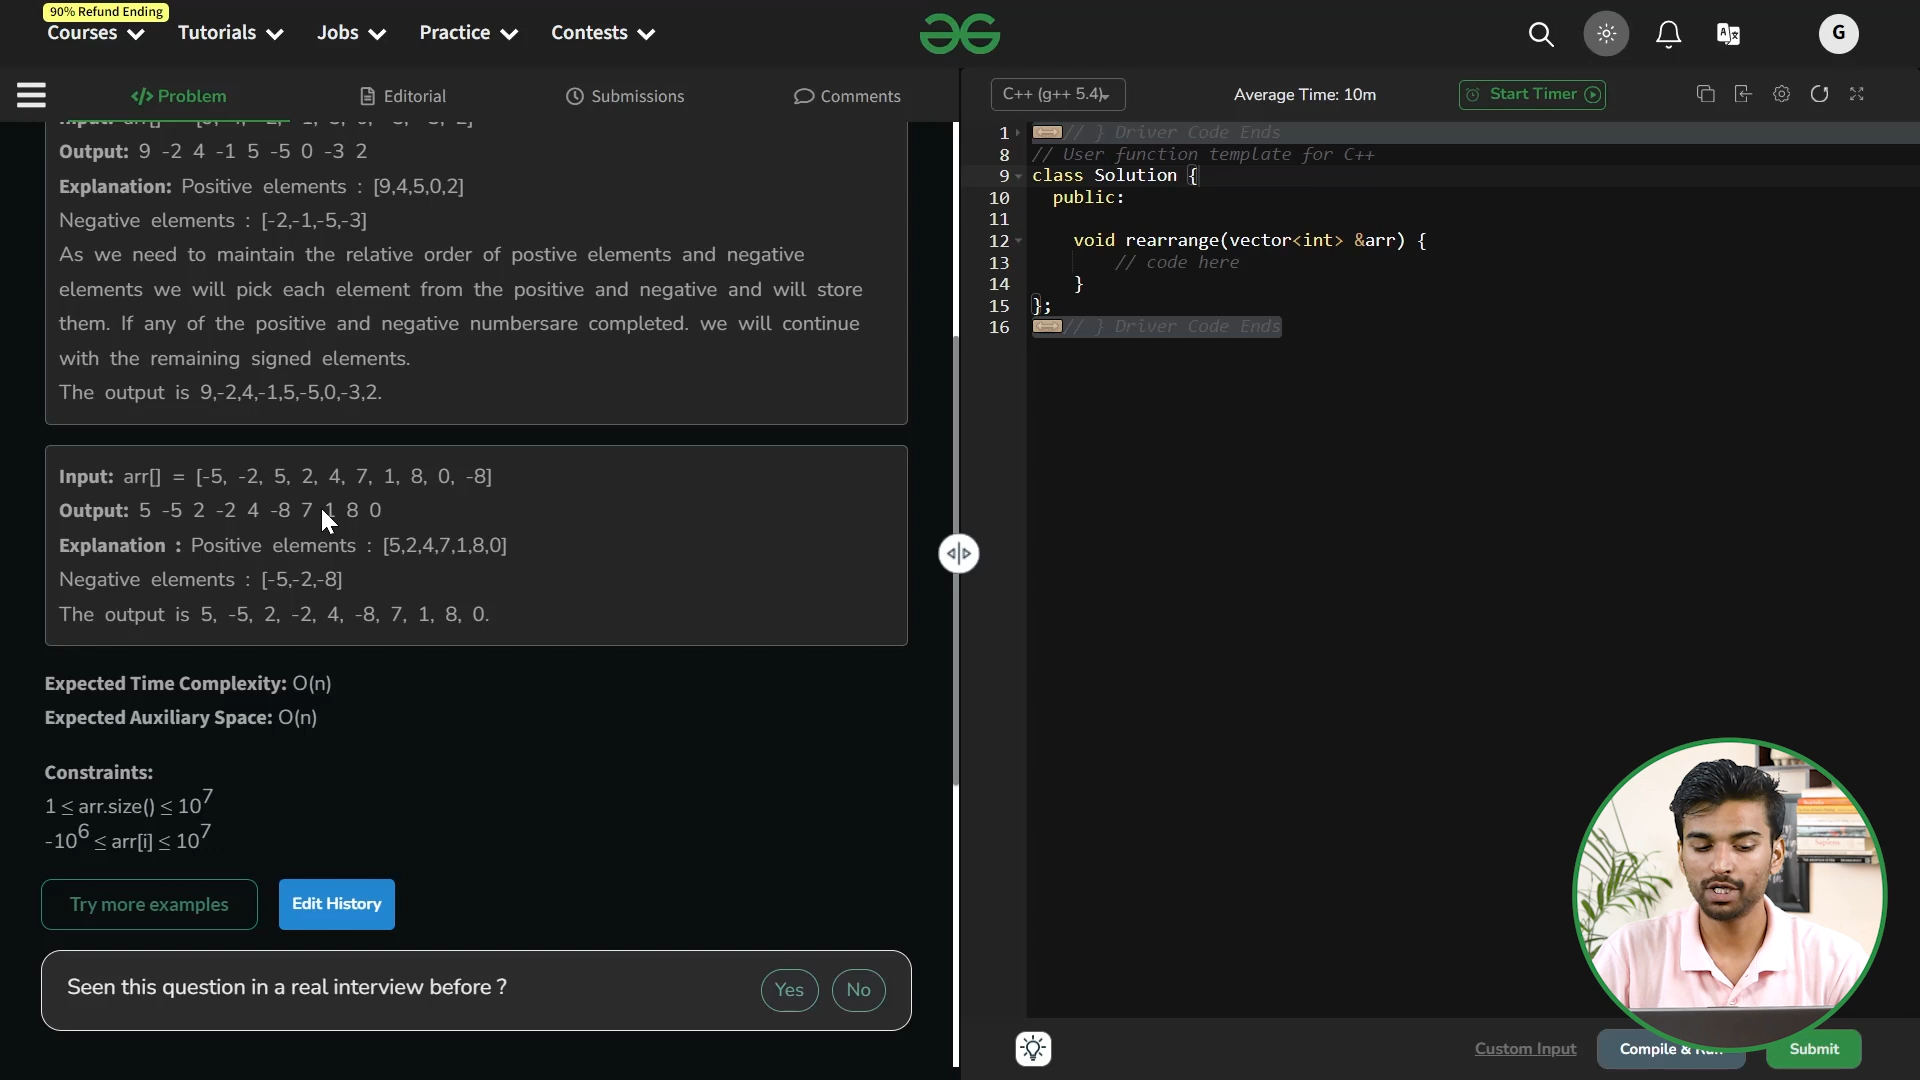 90% Refund Ending
Courses Tutorials Jobs Practice Contests
G
</> Problem Editorial Submissions Comments
C++ (g++ 5.4) Average Time: 10m Start Timer
Output: 9 -2 4 -1 5 -5 0 -3 2
Explanation: Positive elements : [9,4,5,0,2]
Negative elements : [-2,-1,-5,-3]
As we need to maintain the relative order of postive elements and negative
elements we will pick each element from the positive and negative and will store
them. If any of the positive and negative numbersare completed. we will continue
with the remaining signed elements.
The output is 9,-2,4,-1,5,-5,0,-3,2.
Input: arr[] = [-5, -2, 5, 2, 4, 7, 1, 8, 0, -8]
Output: 5 -5 2 -2 4 -8 7 1 8 0
Explanation : Positive elements : [5,2,4,7,1,8,0]
Negative elements : [-5,-2,-8]
The output is 5, -5, 2, -2, 4, -8, 7, 1, 8, 0.
Expected Time Complexity: O(n)
Expected Auxiliary Space: O(n)
Constraints:
1 ≤ arr.size() ≤ 10^7
-10^6 ≤ arr[i] ≤ 10^7
Try more examples Edit History
Seen this question in a real interview before ? Yes No
1 // } Driver Code Ends
8 // User function template for C++
9 class Solution {
10 public:
11
12 void rearrange(vector<int> &arr) {
13 // code here
14 }
15 };
16 // } Driver Code Ends
Custom Input Compile & Run Submit